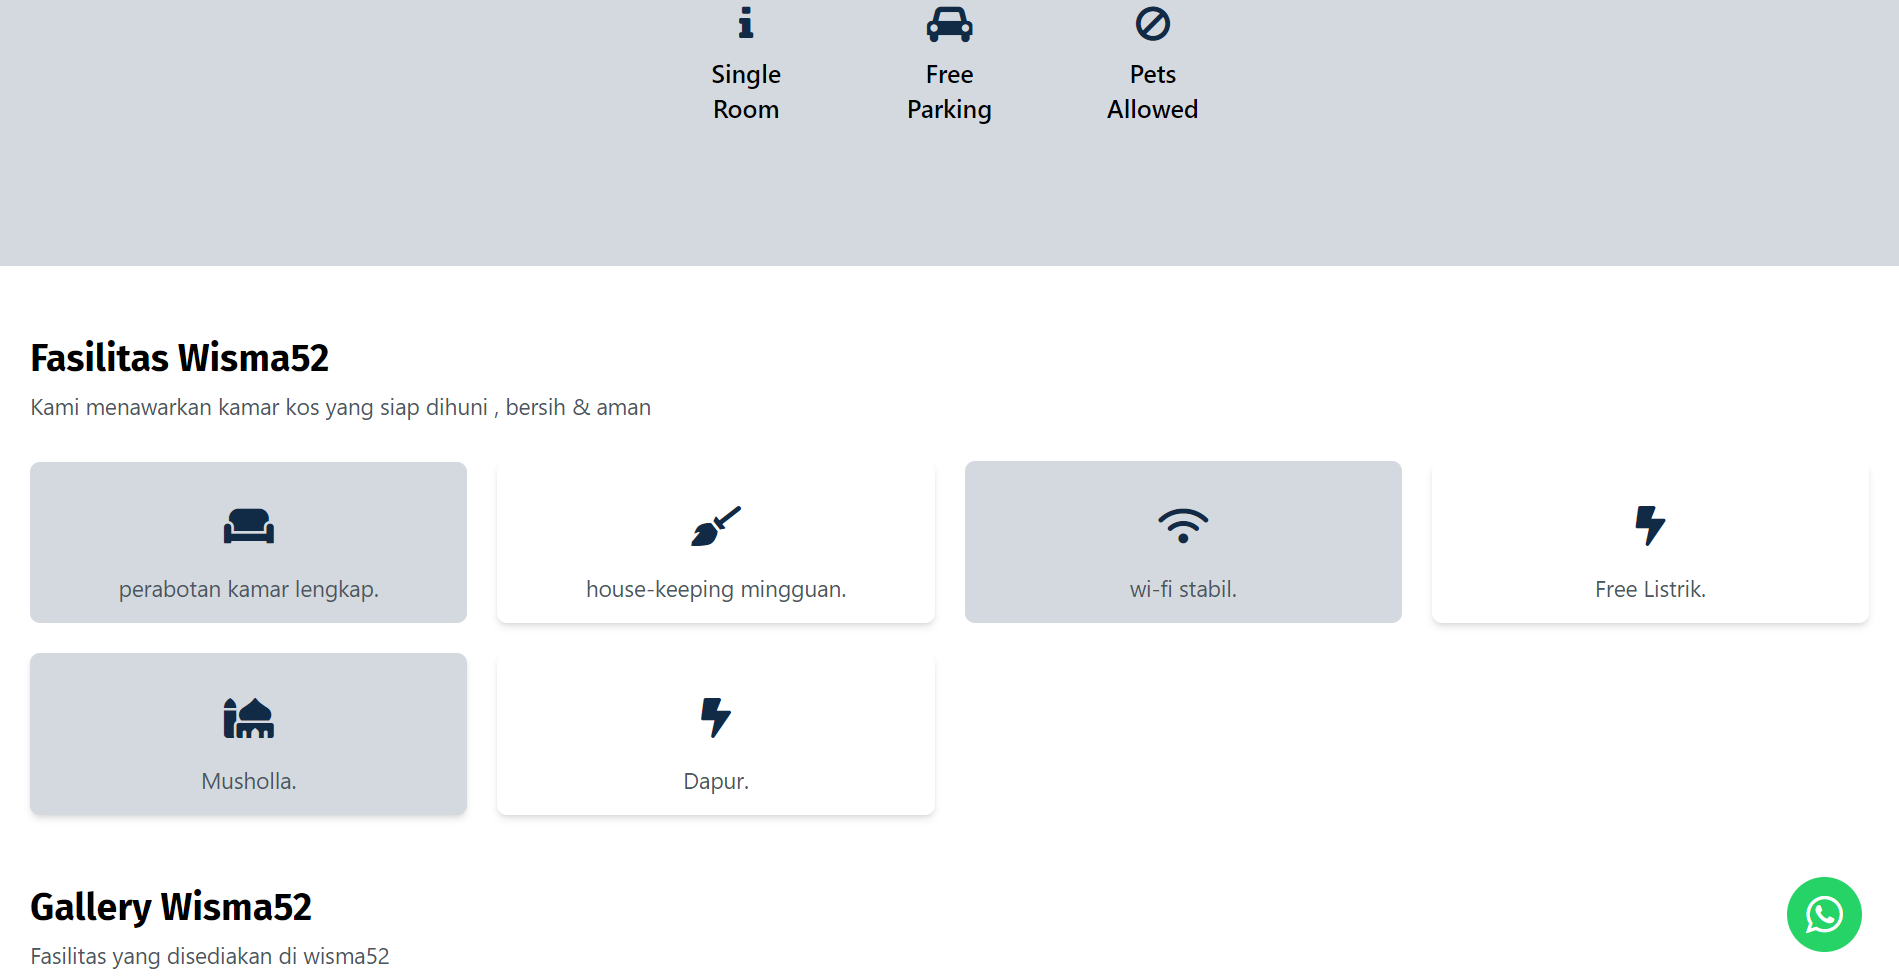 Single
Room
Free
Parking
Pets
Allowed
Fasilitas Wisma52
Kami menawarkan kamar kos yang siap dihuni , bersih & aman
perabotan kamar lengkap.
house-keeping mingguan.
wi-fi stabil.
Free Listrik.
Musholla.
Dapur.
Gallery Wisma52
Fasilitas yang disediakan di wisma52